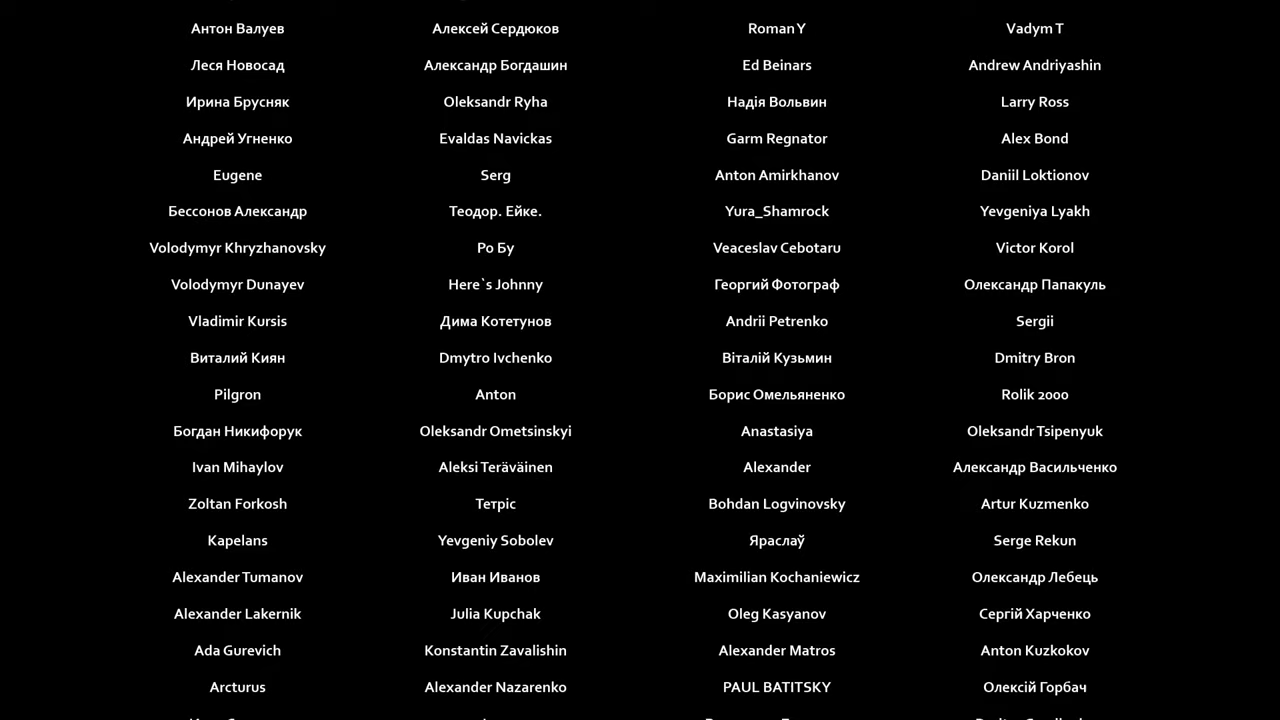 Антон Валуев Алексей Сердюков Roman Y Vadym T
Леся Новосад Александр Богдашин Ed Beinars Andrew Andriyashin
Ирина Брусняк Oleksandr Ryha Надія Вольвин Larry Ross
Андрей Угненко Evaldas Navickas Garm Regnator Alex Bond
Eugene Serg Anton Amirkhanov Daniil Loktionov
Бессонов Александр Теодор. Ейке. Yura_Shamrock Yevgeniya Lyakh
Volodymyr Khryzhanovsky Ро Бу Veaceslav Cebotaru Victor Korol
Volodymyr Dunayev Here`s Johnny Георгий Фотограф Олександр Папакуль
Vladimir Kursis Дима Котетунов Andrii Petrenko Sergii
Виталий Киян Dmytro Ivchenko Віталій Кузьмин Dmitry Bron
Pilgron Anton Борис Омельяненко Rolik 2000
Богдан Никифорук Oleksandr Ometsinskyi Anastasiya Oleksandr Tsipenyuk
Ivan Mihaylov Aleksi Teräväinen Alexander Александр Васильченко
Zoltan Forkosh Тетріс Bohdan Logvinovsky Artur Kuzmenko
Kapelans Yevgeniy Sobolev Яраслаў Serge Rekun
Alexander Tumanov Иван Иванов Maximilian Kochaniewicz Олександр Лебець
Alexander Lakernik Julia Kupchak Oleg Kasyanov Сергій Харченко
Ada Gurevich Konstantin Zavalishin Alexander Matros Anton Kuzkokov
Arcturus Alexander Nazarenko PAUL BATITSKY Олексій Горбач